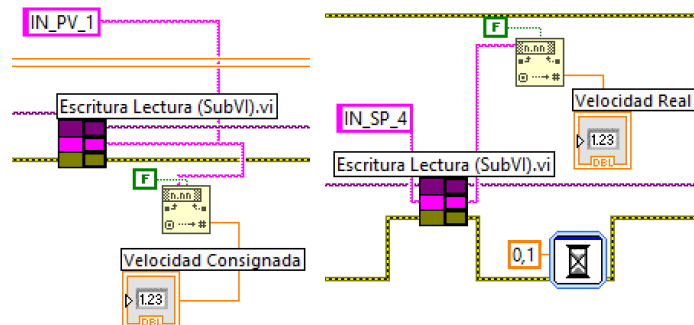 IN_PV_1
Escritura Lectura (SubVI).vi
F
%n.nn
Velocidad Consignada
1.23
DBL
F
%n.nn
Velocidad Real
1.23
DBL
IN_SP_4
Escritura Lectura (SubVI).vi
0,1